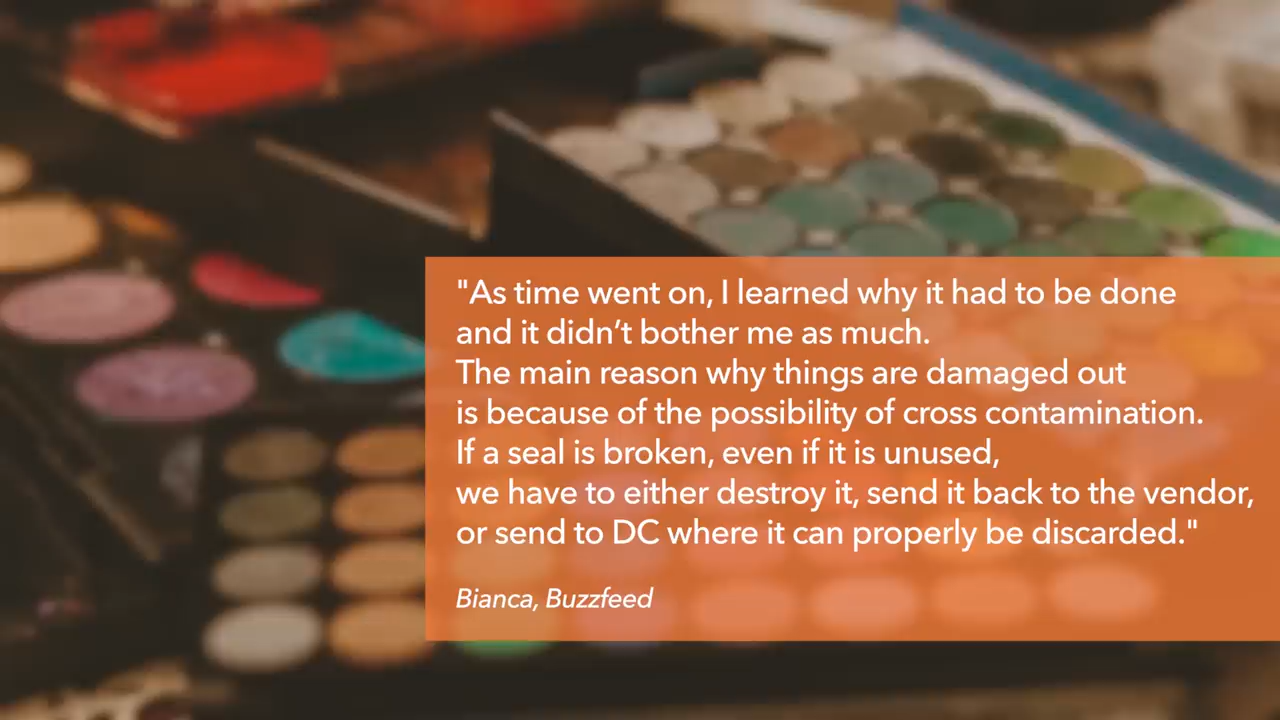 "As time went on, I learned why it had to be done
and it didn’t bother me as much.
The main reason why things are damaged out
is because of the possibility of cross contamination.
If a seal is broken, even if it is unused,
we have to either destroy it, send it back to the vendor,
or send to DC where it can properly be discarded."
Bianca, Buzzfeed